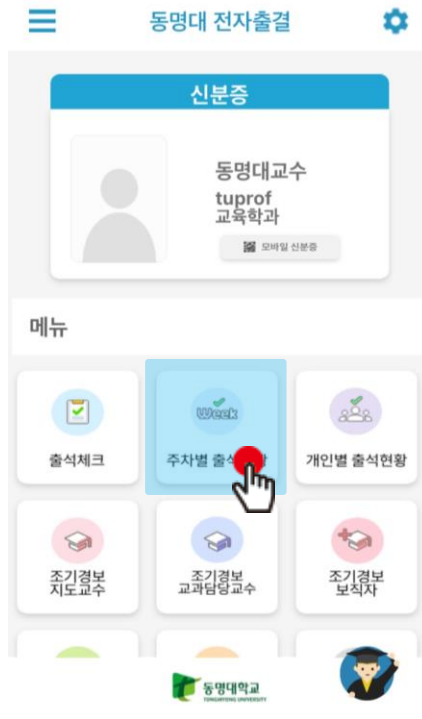 동명대 전자출결
신분증
동명대교수
tuprof
교육학과
모바일 신분증
메뉴
Week
출석체크
주차별 출석
개인별 출석현황
조기경보
지도교수
조기경보
교과담당교수
조기경보
보직자
동명대학교
TONGMYONG UNIVERSITY